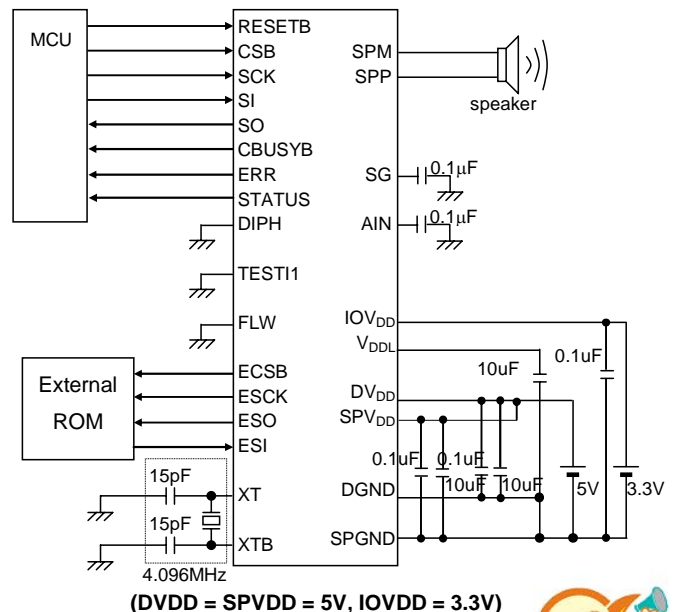 MCU
RESETB
CSB
SCK
SI
SO
CBUSYB
ERR
STATUS
DIPH
TESTI1
FLW
External
ROM
ECSB
ESCK
ESO
ESI
15pF
XT
15pF
XTB
4.096MHz
SPM
SPP
speaker
SG
0.1μF
AIN
0.1μF
IOVDD
VDDL
10uF
0.1uF
DVDD
SPVDD
0.1uF
0.1uF
10uF
10uF
DGND
5V
3.3V
SPGND
(DVDD = SPVDD = 5V, IOVDD = 3.3V)